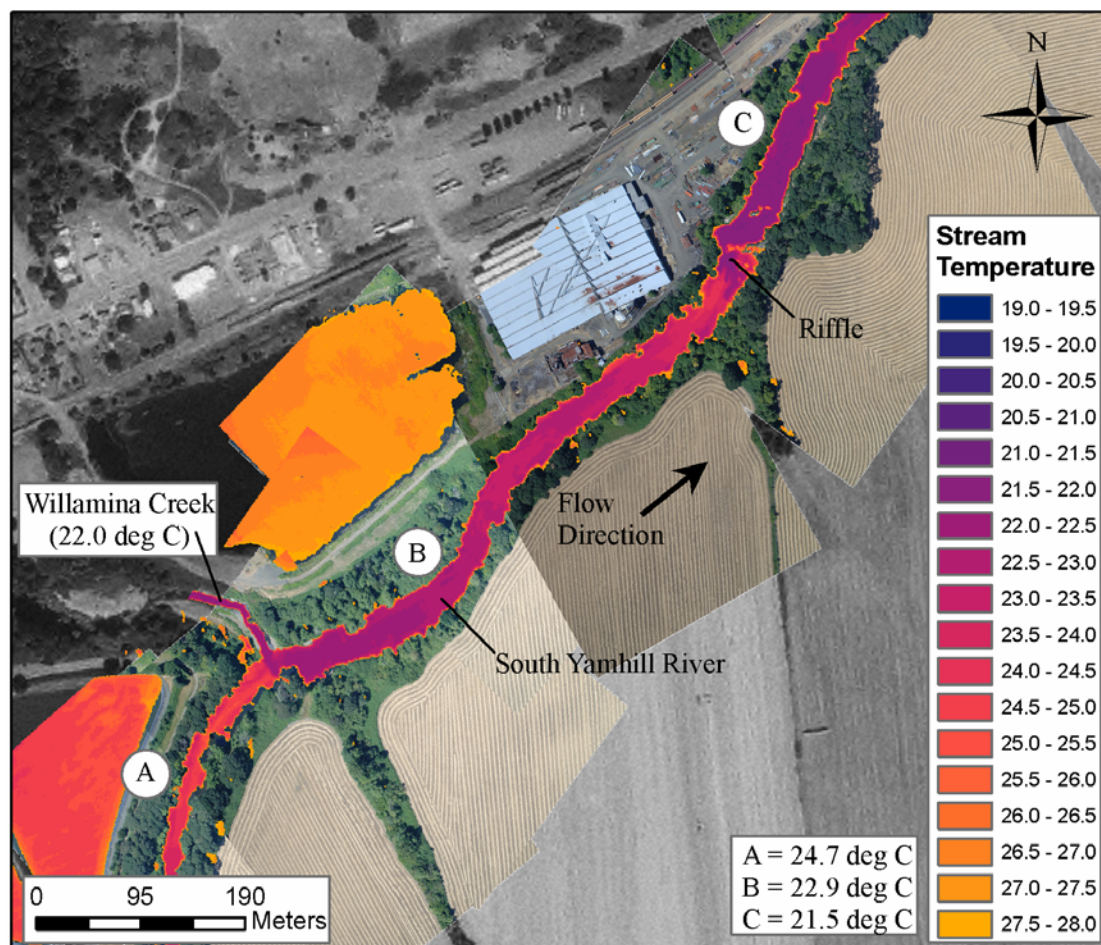 C
N
Stream
Temperature
19.0 - 19.5
19.5 - 20.0
20.0 - 20.5
20.5 - 21.0
21.0 - 21.5
21.5 - 22.0
22.0 - 22.5
22.5 - 23.0
23.0 - 23.5
23.5 - 24.0
24.0 - 24.5
24.5 - 25.0
25.0 - 25.5
25.5 - 26.0
26.0 - 26.5
26.5 - 27.0
27.0 - 27.5
27.5 - 28.0
Riffle
Willamina Creek
(22.0 deg C)
Flow
Direction
B
South Yamhill River
A
A = 24.7 deg C
B = 22.9 deg C
C = 21.5 deg C
0 95 190
Meters